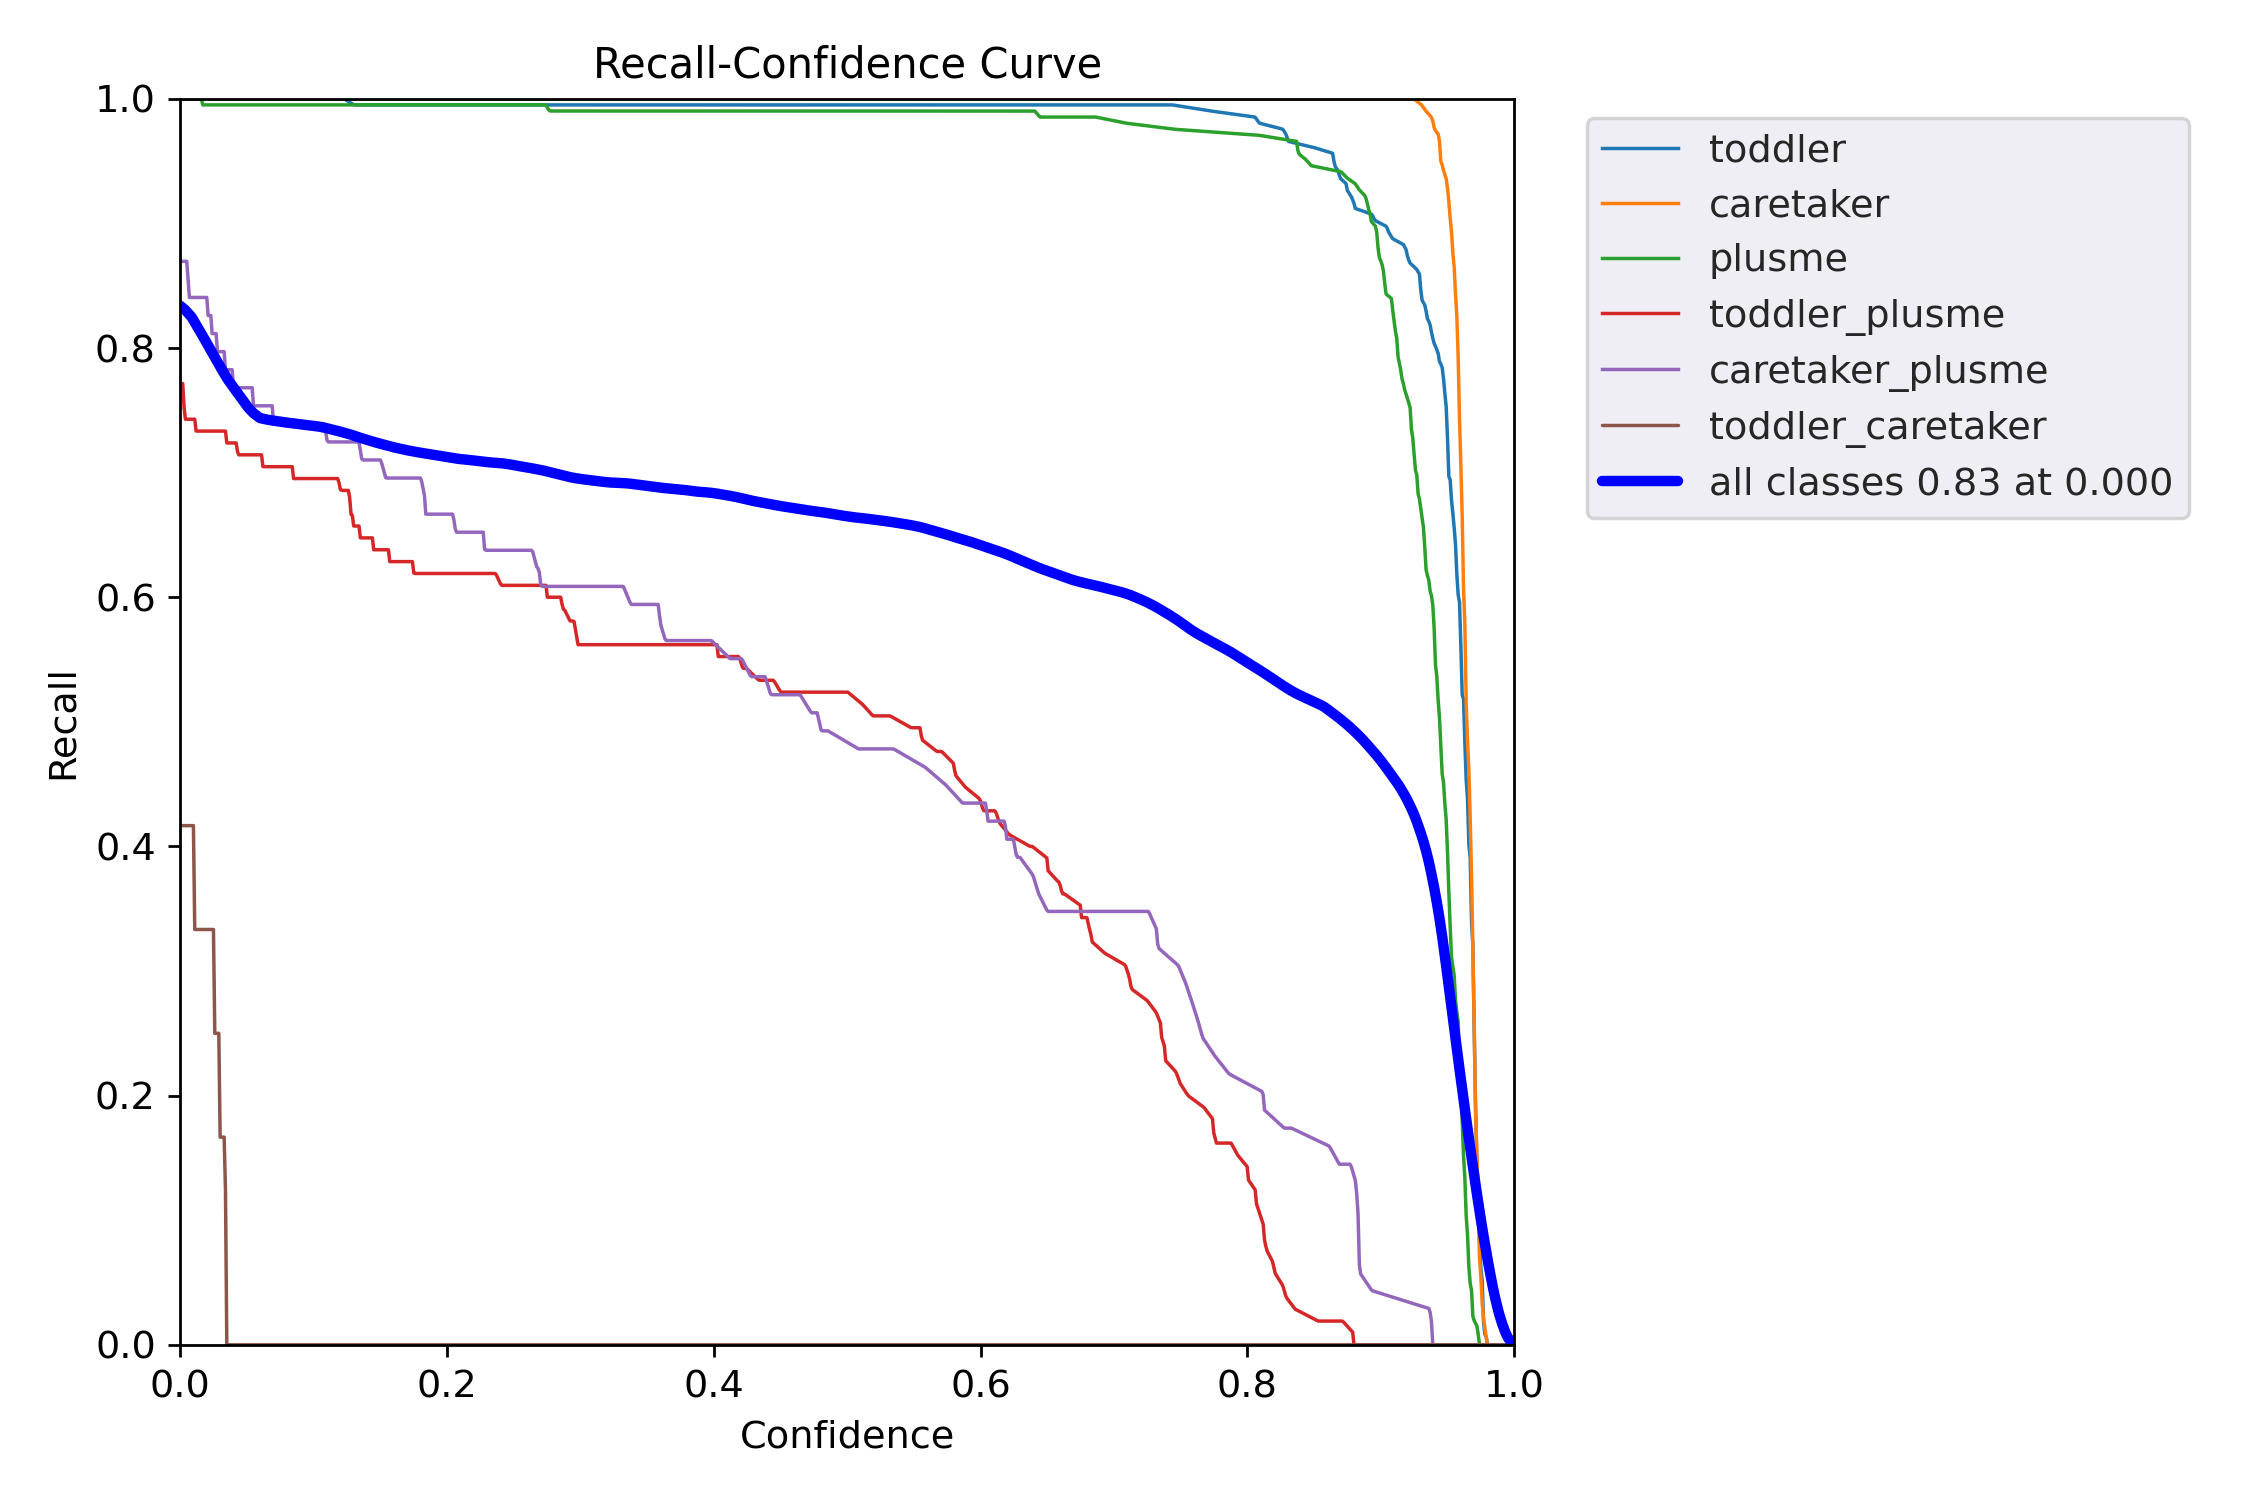 Recall-Confidence Curve
1.0
0.8
0.6
0.4
0.2
0.0
Recall
0.0 0.2 0.4 0.6 0.8 1.0
Confidence
toddler
caretaker
plusme
toddler_plusme
caretaker_plusme
toddler_caretaker
all classes 0.83 at 0.000